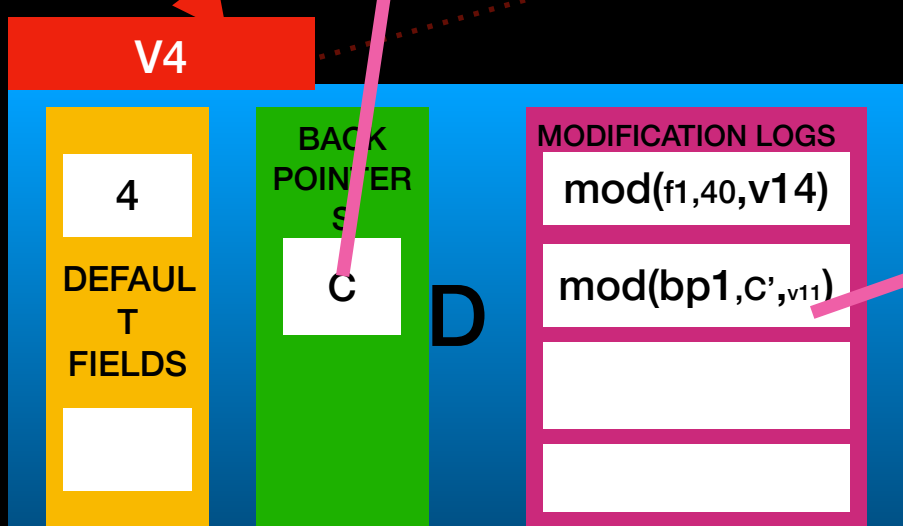 V4
4
DEFAUL
T
FIELDS
BACK
POINTER
S
C
D
MODIFICATION LOGS
mod(f1,40,v14)
mod(bp1,C’,v11)